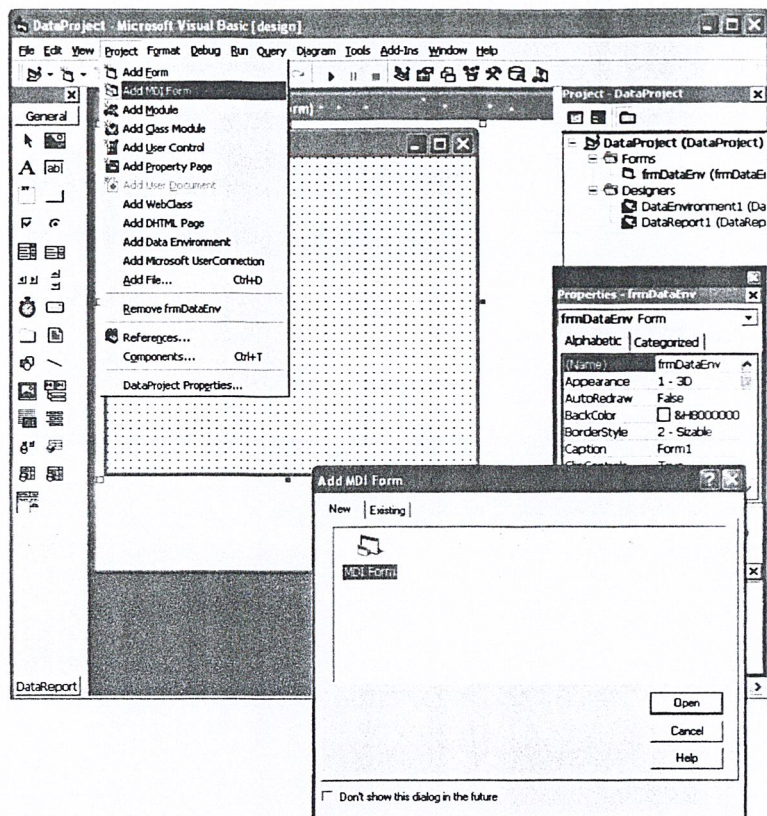 DataProject - Microsoft Visual Basic [design]
File Edit View Project Format Debug Run Query Diagram Tools Add-Ins Window Help
General
Add Form
Add MDI Form
Add Module
Add Class Module
Add User Control
Add Property Page
Add User Document
Add WebClass
Add DHTML Page
Add Data Environment
Add Microsoft UserConnection
Add File... Ctrl+D
Remove frmDataEnv
References...
Components... Ctrl+T
DataProject Properties...
rm)
A ab|
Project - DataProject
DataProject (DataProject)
Forms
frmDataEnv (frmDataE
Designers
DataEnvironment1 (Da
DataReport1 (DataRep
Properties - frmDataEnv
frmDataEnv Form
Alphabetic Categorized
(Name) frmDataEnv
Appearance 1 - 3D
AutoRedraw False
BackColor &H8000000
BorderStyle 2 - Sizable
Caption Form1
DataReport
Add MDI Form
New Existing
MDI Form
Open
Cancel
Help
Don't show this dialog in the future